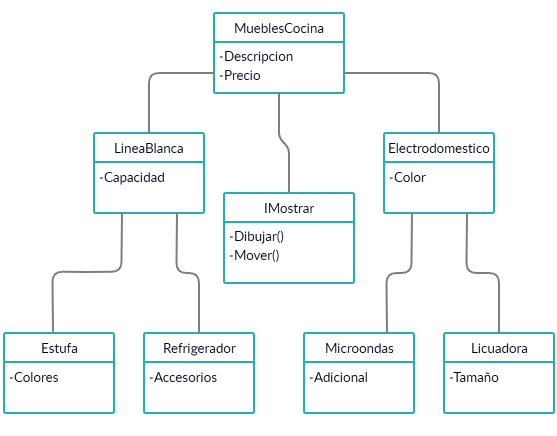 MueblesCocina
-Descripcion
-Precio
LineaBlanca
-Capacidad
Electrodomestico
-Color
IMostrar
-Dibujar()
-Mover()
Estufa
-Colores
Refrigerador
-Accesorios
Microondas
-Adicional
Licuadora
-Tamaño